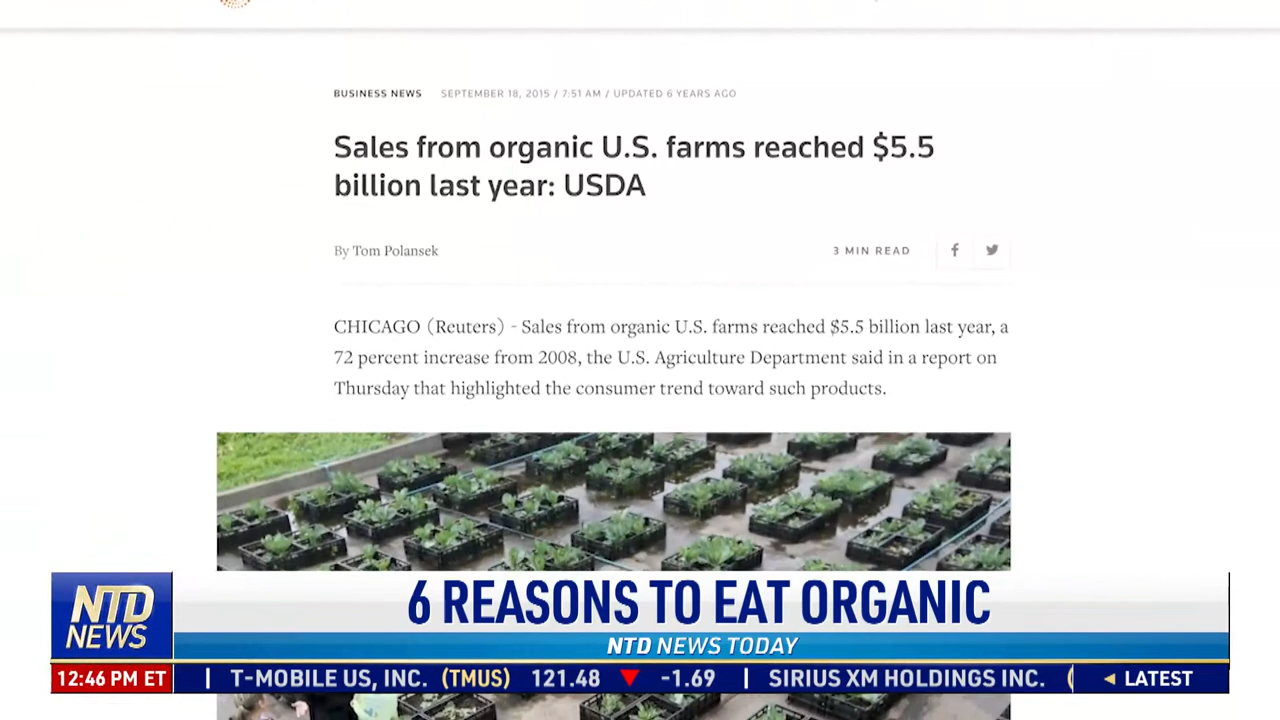 BUSINESS NEWS SEPTEMBER 18, 2015 / 7:51 AM / UPDATED 6 YEARS AGO
Sales from organic U.S. farms reached $5.5
billion last year: USDA
By Tom Polansek
3 MIN READ
CHICAGO (Reuters) - Sales from organic U.S. farms reached $5.5 billion last year, a
72 percent increase from 2008, the U.S. Agriculture Department said in a report on
Thursday that highlighted the consumer trend toward such products.
NTD
NEWS
6 REASONS TO EAT ORGANIC
NTD NEWS TODAY
12:46 PM ET | T-MOBILE US, INC. (TMUS) 121.48 ▼ -1.69 | SIRIUS XM HOLDINGS INC. ( ◄ LATEST